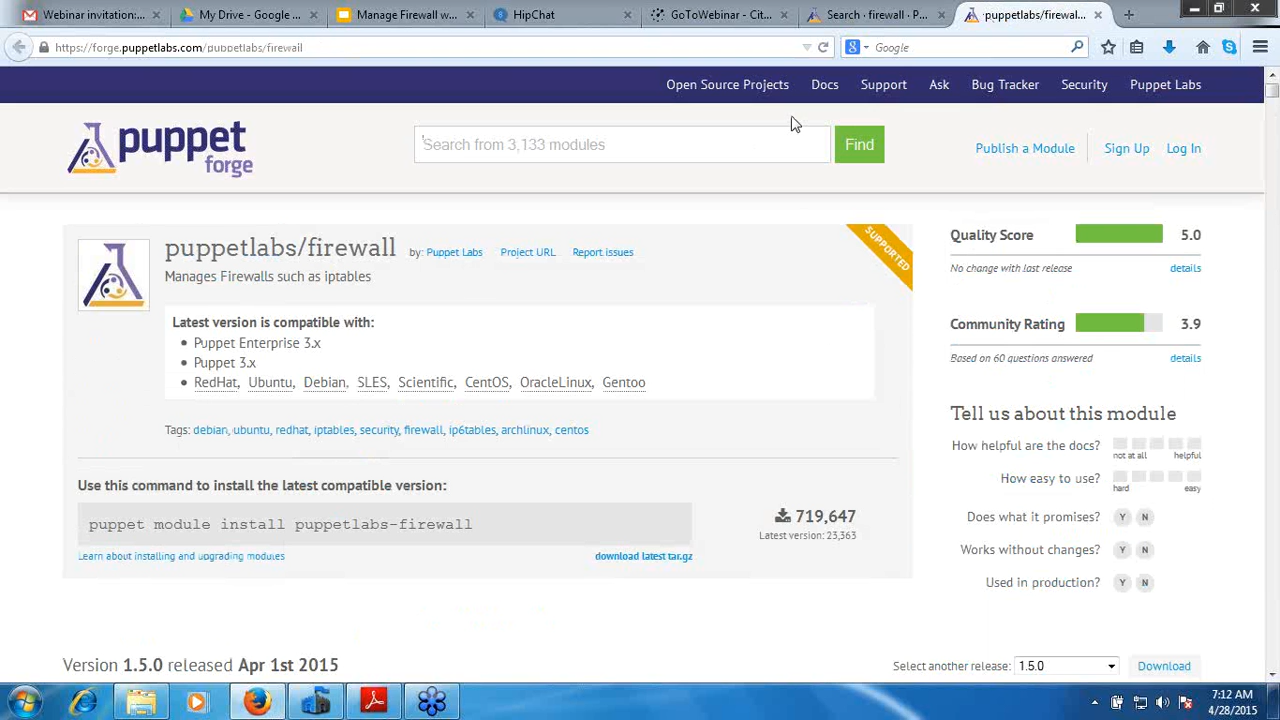 Webinar invitation:...
My Drive - Google ...
Manage Firewall w...
HipChat
GoToWebinar - Cit...
Search · firewall · P...
puppetlabs/firewal...
https://forge.puppetlabs.com/puppetlabs/firewall
Google
Open Source Projects Docs Support Ask Bug Tracker Security Puppet Labs
puppet forge
Search from 3,133 modules
Find
Publish a Module
Sign Up
Log In
puppetlabs/firewall by: Puppet Labs Project URL Report issues
Manages Firewalls such as iptables
SUPPORTED
Latest version is compatible with:
• Puppet Enterprise 3.x
• Puppet 3.x
• RedHat, Ubuntu, Debian, SLES, Scientific, CentOS, OracleLinux, Gentoo
Tags: debian, ubuntu, redhat, iptables, security, firewall, ip6tables, archlinux, centos
Use this command to install the latest compatible version:
puppet module install puppetlabs-firewall
719,647
Latest version: 23,363
Learn about installing and upgrading modules
download latest tar.gz
Quality Score 5.0
No change with last release details
Community Rating 3.9
Based on 60 questions answered details
Tell us about this module
How helpful are the docs?
not at all helpful
How easy to use?
hard easy
Does what it promises? Y N
Works without changes? Y N
Used in production? Y N
Version 1.5.0 released Apr 1st 2015
Select another release: 1.5.0 Download
7:12 AM
4/28/2015